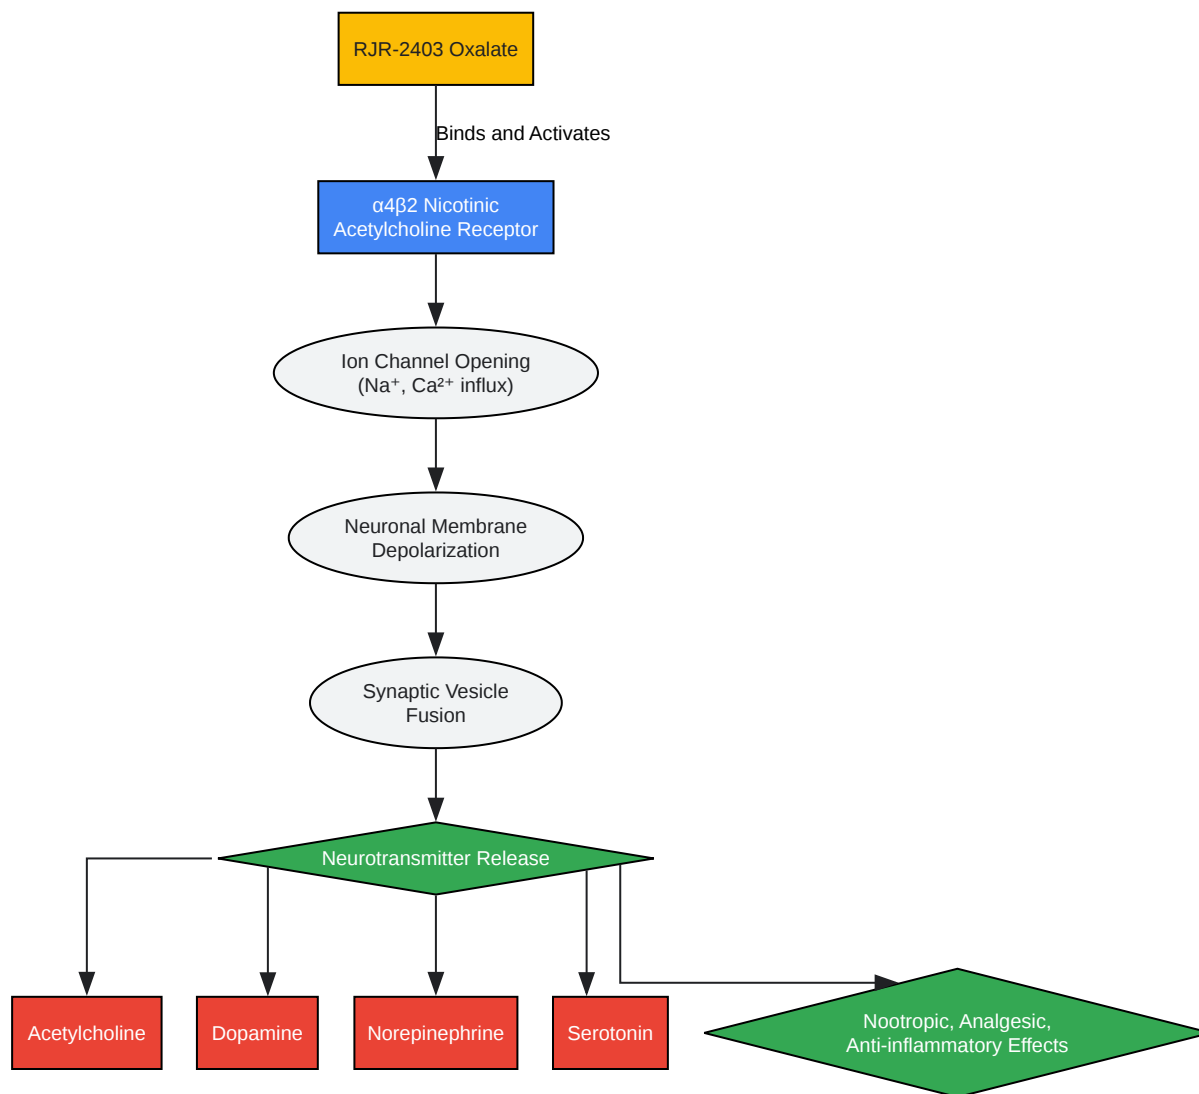 RJR-2403 Oxalate
Binds and Activates
α4β2 Nicotinic
Acetylcholine Receptor
Ion Channel Opening
(Na⁺, Ca²⁺ influx)
Neuronal Membrane
Depolarization
Synaptic Vesicle
Fusion
Neurotransmitter Release
Acetylcholine
Dopamine
Norepinephrine
Serotonin
Nootropic, Analgesic,
Anti-inflammatory Effects